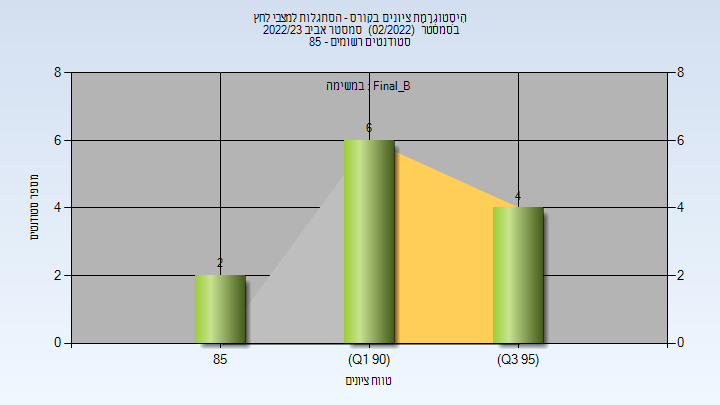 היסטוגרמת ציונים בקורס - הסתגלות למצבי לחץ
בסמסטר (02/2022) סמסטר אביב 2022/23
סטודנטים רשומים - 85
במשימה : Final_B
8
8
6
6
6
4
4
4
2
2
2
0
0
מספר סטודנטים
85
(Q1 90)
(Q3 95)
טווח ציונים